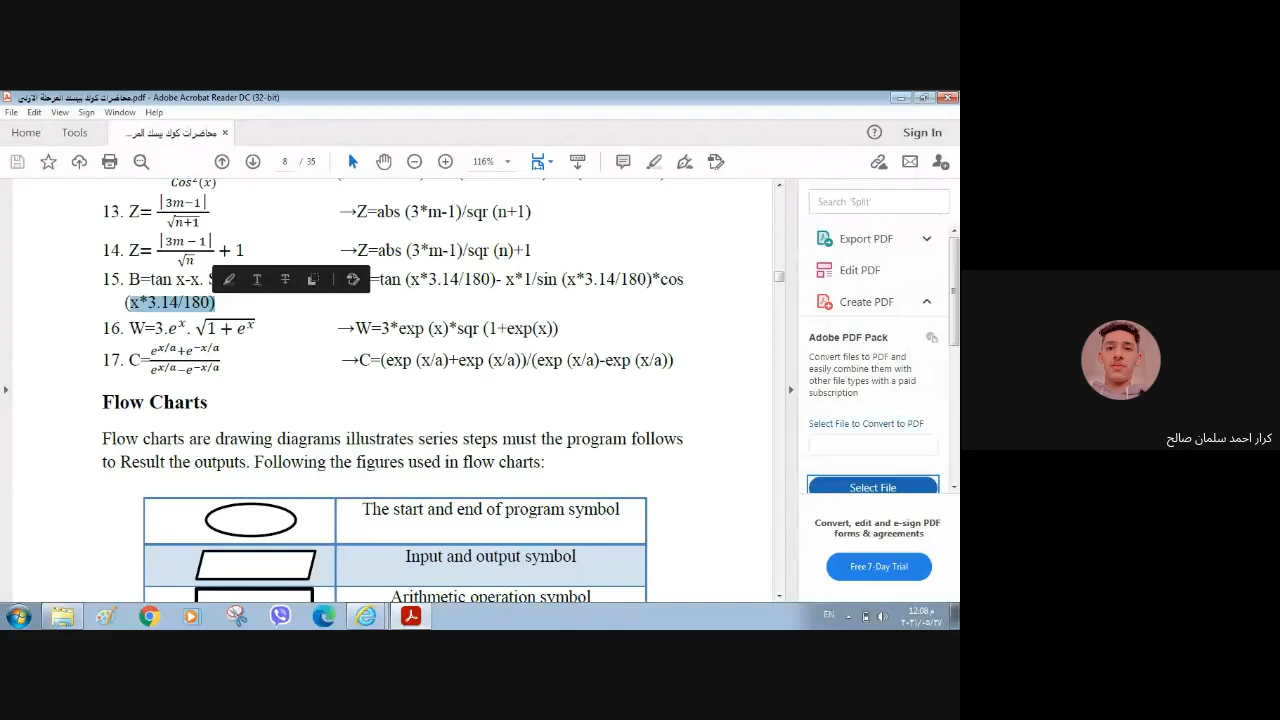 محاضرات كوك بيسك المرحلة الاولى.pdf - Adobe Acrobat Reader DC (32-bit)
File Edit View Sign Window Help
Home Tools محاضرات كوك بيسك المر... × Sign In
8 / 35 116%
Cos²(x)
13. Z= |3m−1| / √n+1 →Z=abs (3*m-1)/sqr (n+1)
14. Z= |3m − 1| / √n + 1 →Z=abs (3*m-1)/sqr (n)+1
15. B=tan x-x. =tan (x*3.14/180)- x*1/sin (x*3.14/180)*cos
(x*3.14/180)
16. W=3.eˣ. √1 + eˣ →W=3*exp (x)*sqr (1+exp(x))
17. C= e^x/a+e^−x/a / e^x/a−e^−x/a →C=(exp (x/a)+exp (x/a))/(exp (x/a)-exp (x/a))
Flow Charts
Flow charts are drawing diagrams illustrates series steps must the program follows
to Result the outputs. Following the figures used in flow charts:
The start and end of program symbol
Input and output symbol
Arithmetic operation symbol
Search 'Split'
Export PDF
Edit PDF
Create PDF
Adobe PDF Pack
Convert files to PDF and
easily combine them with
other file types with a paid
subscription
Select File to Convert to PDF
Select File
Convert, edit and e-sign PDF
forms & agreements
Free 7-Day Trial
EN
12:08 م
٢٠٢١/٠٥/٢٧
كرار احمد سلمان صالح